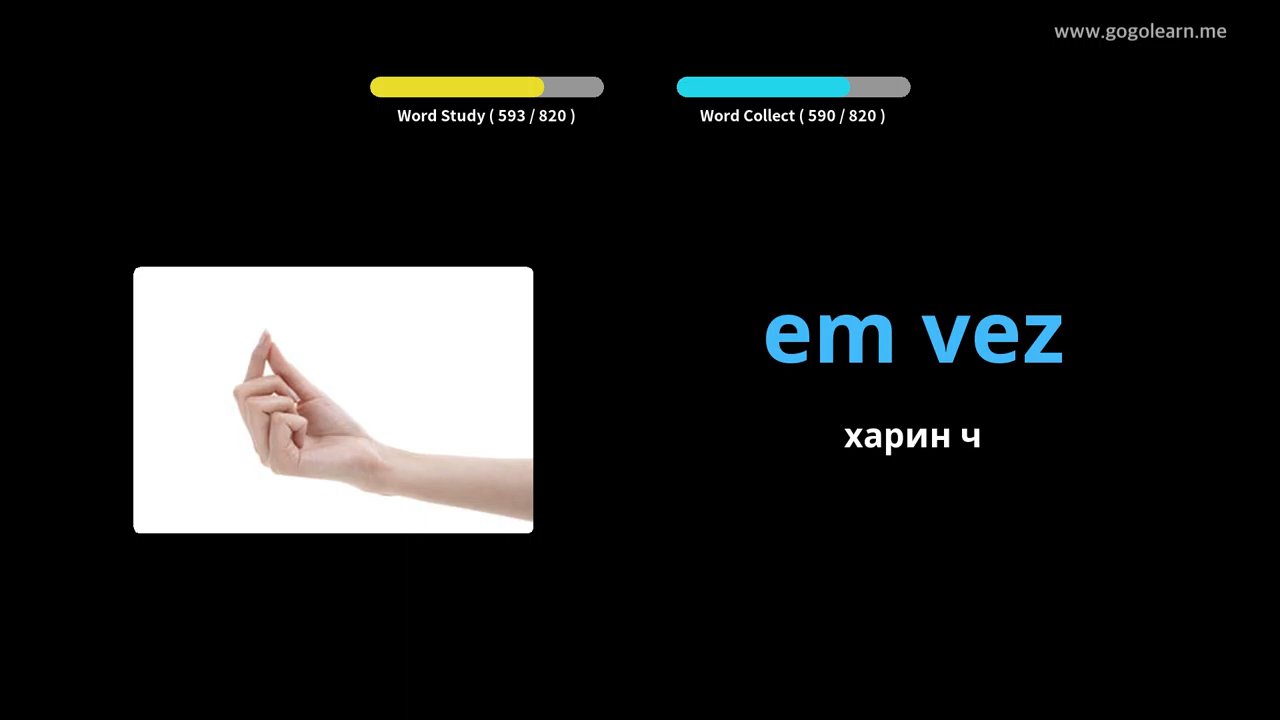 www.gogolearn.me
Word Study ( 593 / 820 )
Word Collect ( 590 / 820 )
em vez
харин ч